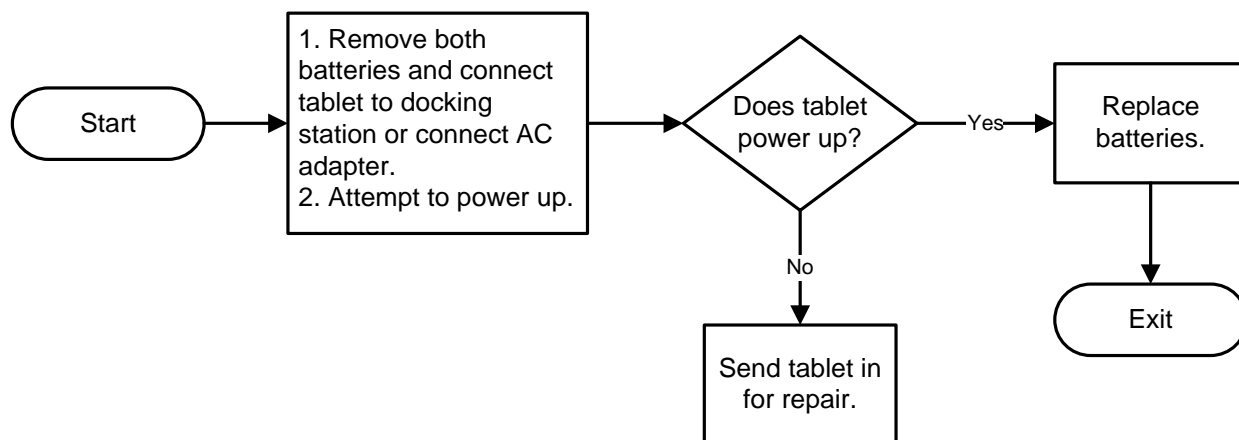 Start
1. Remove both
batteries and connect
tablet to docking
station or connect AC
adapter.
2. Attempt to power up.
Does tablet
power up?
Yes
Replace
batteries.
No
Exit
Send tablet in
for repair.